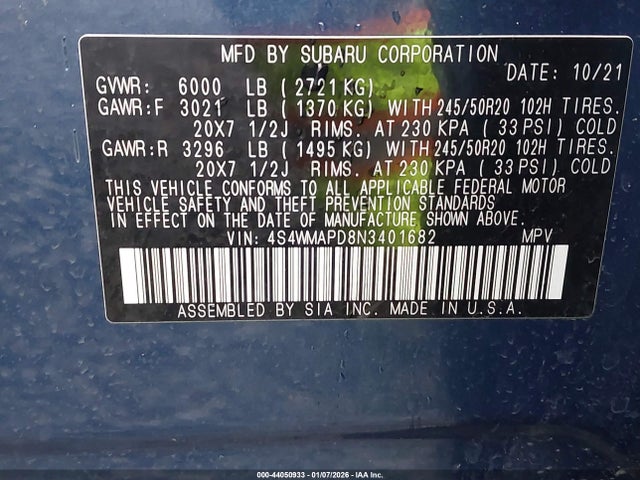 MFD BY SUBARU CORPORATION
DATE: 10/21
GVWR: 6000 LB ( 2721 KG)
GAWR:F 3021 LB ( 1370 KG) WITH 245/50R20 102H TIRES.
20X7 1/2J RIMS. AT 230 KPA ( 33 PSI) COLD
GAWR:R 3296 LB ( 1495 KG) WITH 245/50R20 102H TIRES.
20X7 1/2J RIMS. AT 230 KPA ( 33 PSI) COLD
THIS VEHICLE CONFORMS TO ALL APPLICABLE FEDERAL MOTOR
VEHICLE SAFETY AND THEFT PREVENTION STANDARDS
IN EFFECT ON THE DATE OF MANUFACTURE SHOWN ABOVE.
VIN: 4S4WMAPD8N3401682 MPV
ASSEMBLED BY SIA INC. MADE IN U.S.A.
000-44050933 - 01/07/2026 - IAA Inc.